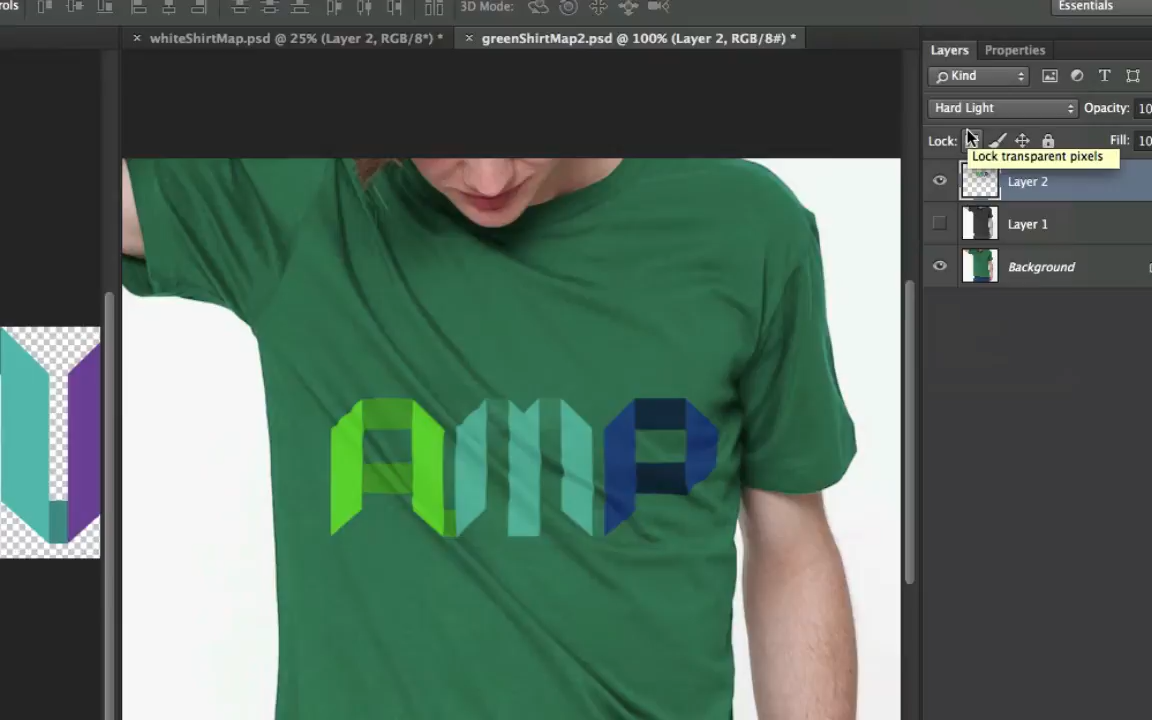 rols
3D Mode:
Essentials
× whiteShirtMap.psd @ 25% (Layer 2, RGB/8*) *
× greenShirtMap2.psd @ 100% (Layer 2, RGB/8#) *
Layers
Properties
Kind
T
Hard Light
Opacity: 10
Lock:
Fill: 10
Lock transparent pixels
Layer 2
Layer 1
Background
AMP